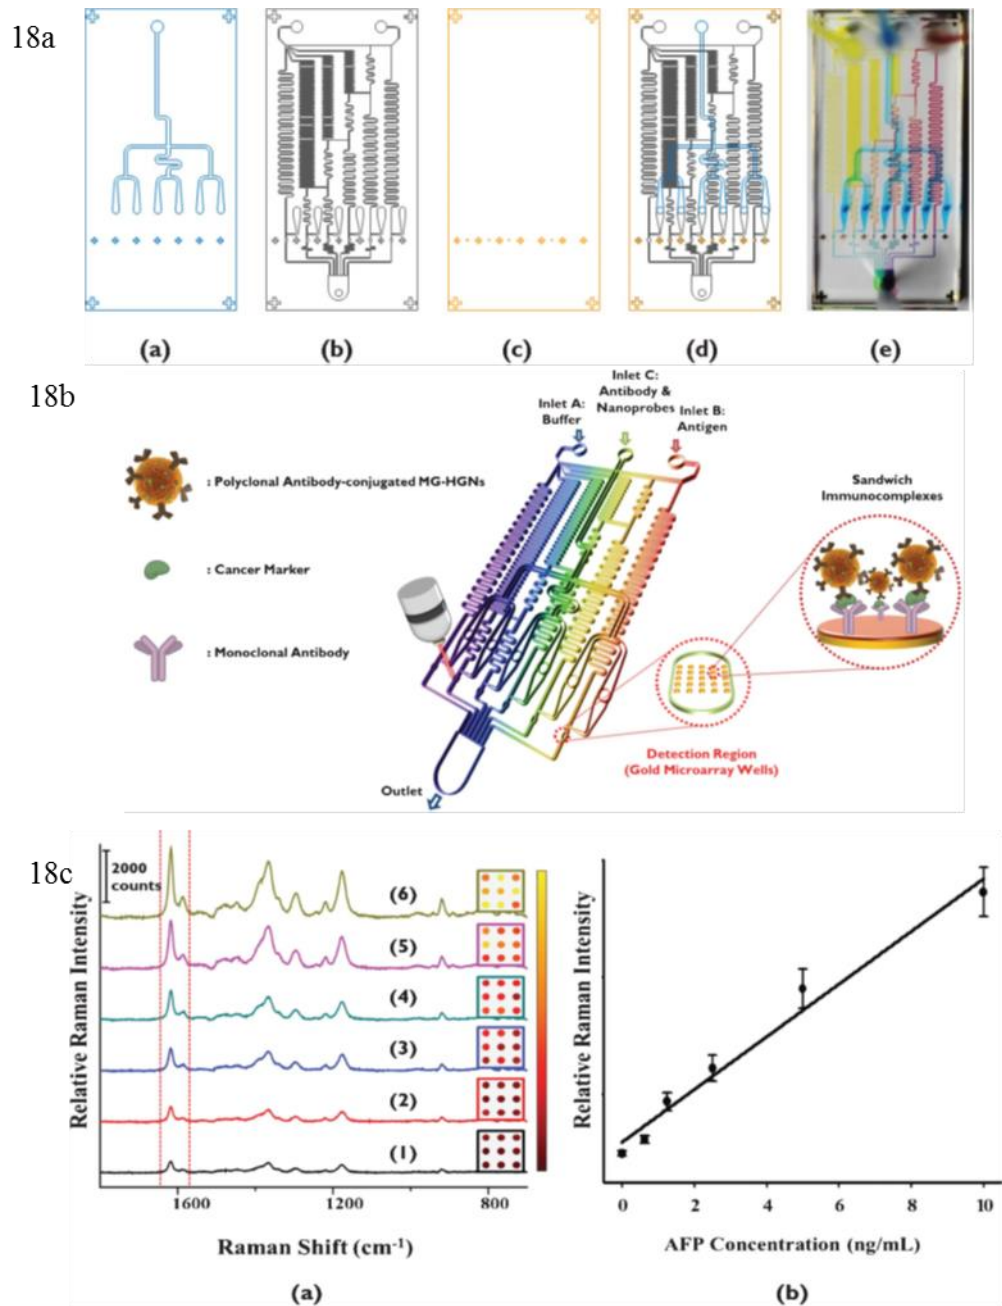 18a
(a) (b) (c) (d) (e)
18b
Inlet C:
Antibody &
Nanoprobes
Inlet A:
Buffer
Inlet B:
Antigen
: Polyclonal Antibody-conjugated MG-HGNs
: Cancer Marker
: Monoclonal Antibody
Sandwich
Immunocomplexes
Detection Region
(Gold Microarray Wells)
Outlet
18c
2000
counts
(6)
(5)
(4)
(3)
(2)
(1)
Relative Raman Intensity
1600 1200 800
Raman Shift (cm⁻¹)
(a)
Relative Raman Intensity
0 2 4 6 8 10
AFP Concentration (ng/mL)
(b)